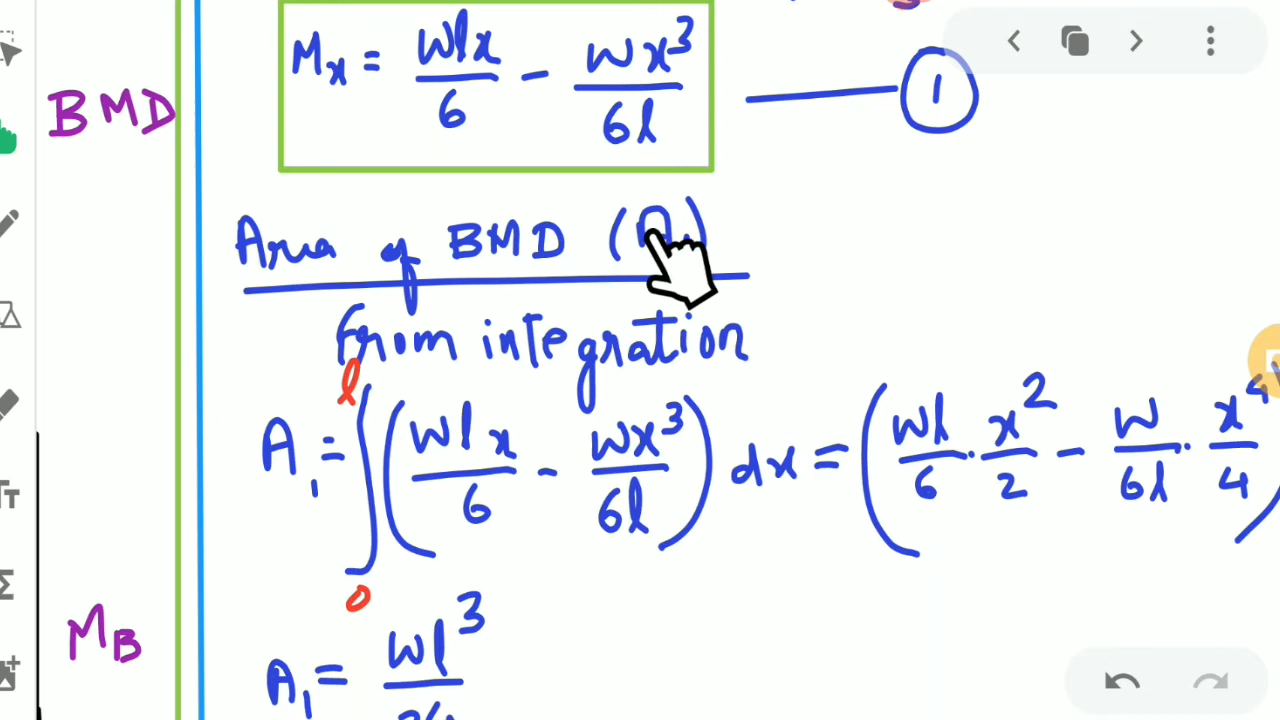 BMD
Mx = Wlx/6 - Wx³/6l ——— ①
Area of BMD
From integration
A₁ = ∫₀ˡ (Wlx/6 - Wx³/6l) dx = (Wl/6 · x²/2 - W/6l · x⁴/4)
MB
A₁ = Wl³/